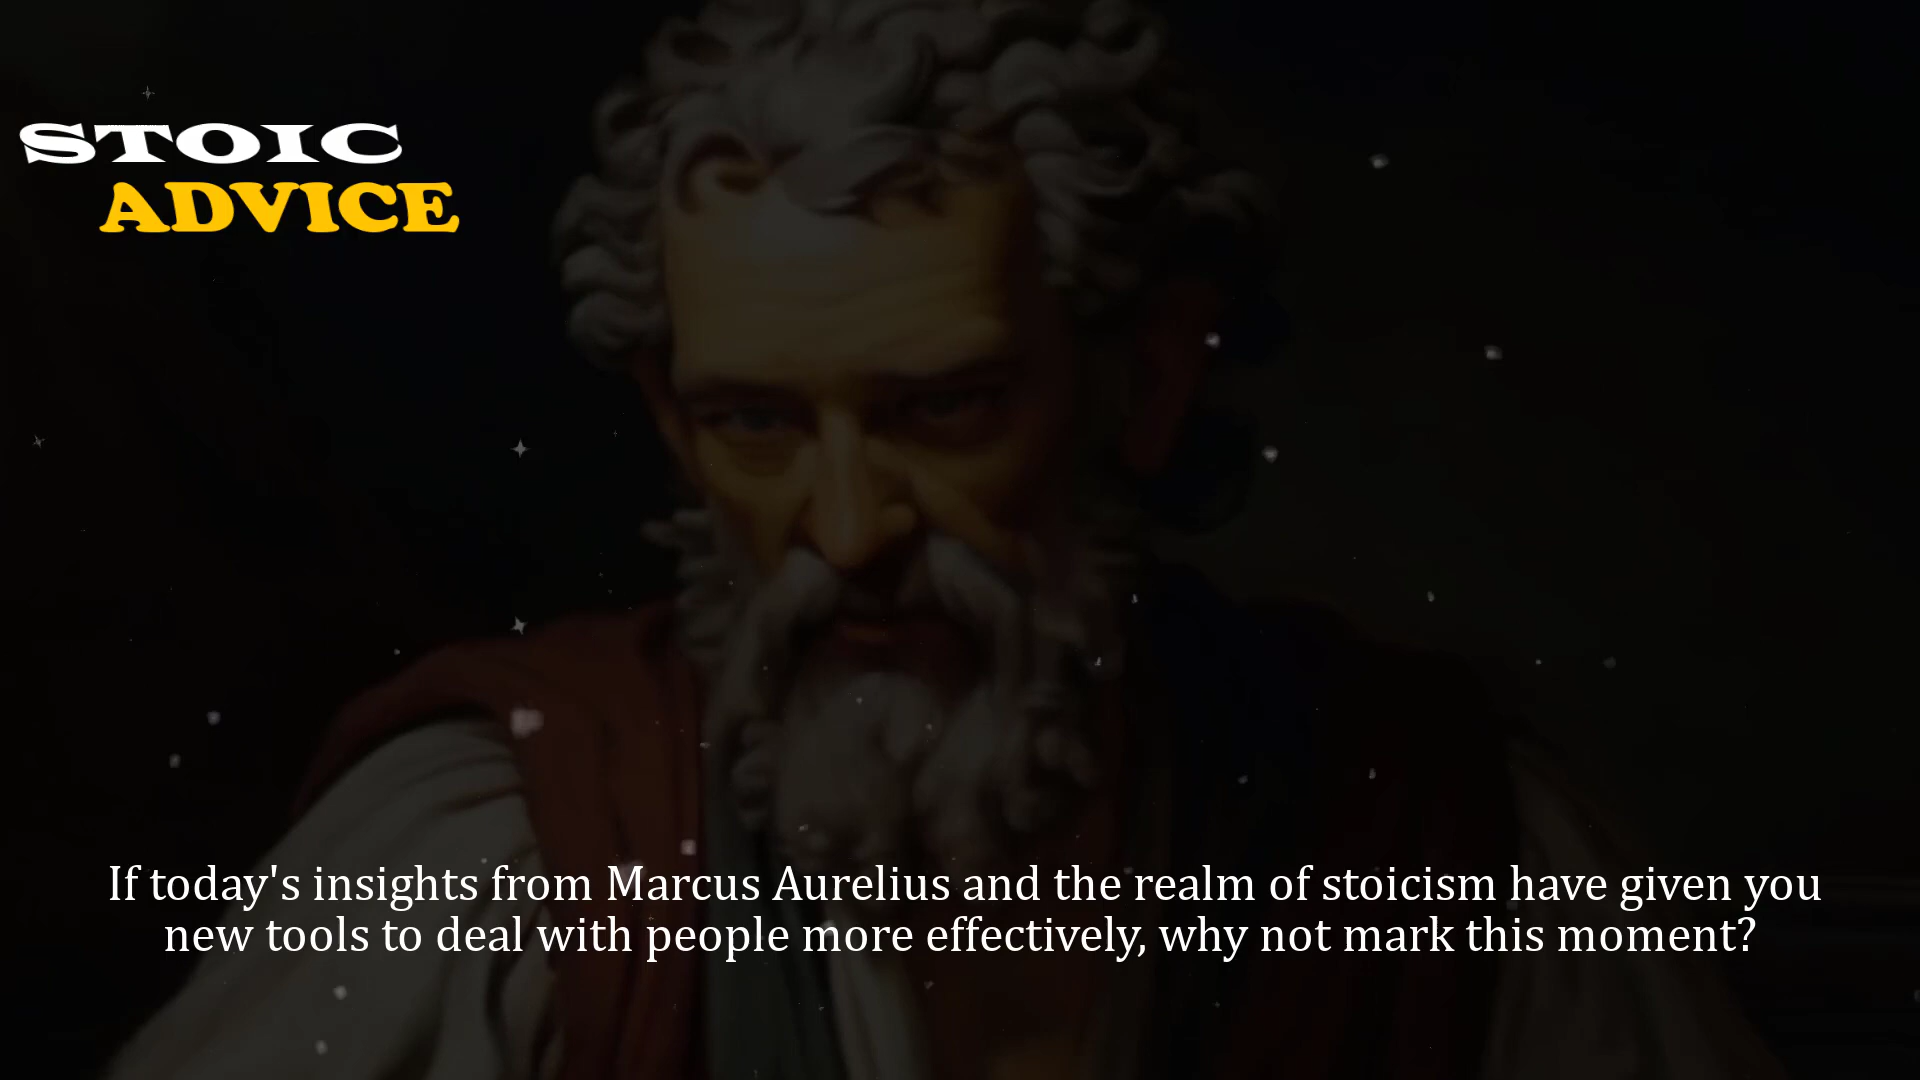 STOIC
ADVICE
If today's insights from Marcus Aurelius and the realm of stoicism have given you
new tools to deal with people more effectively, why not mark this moment?